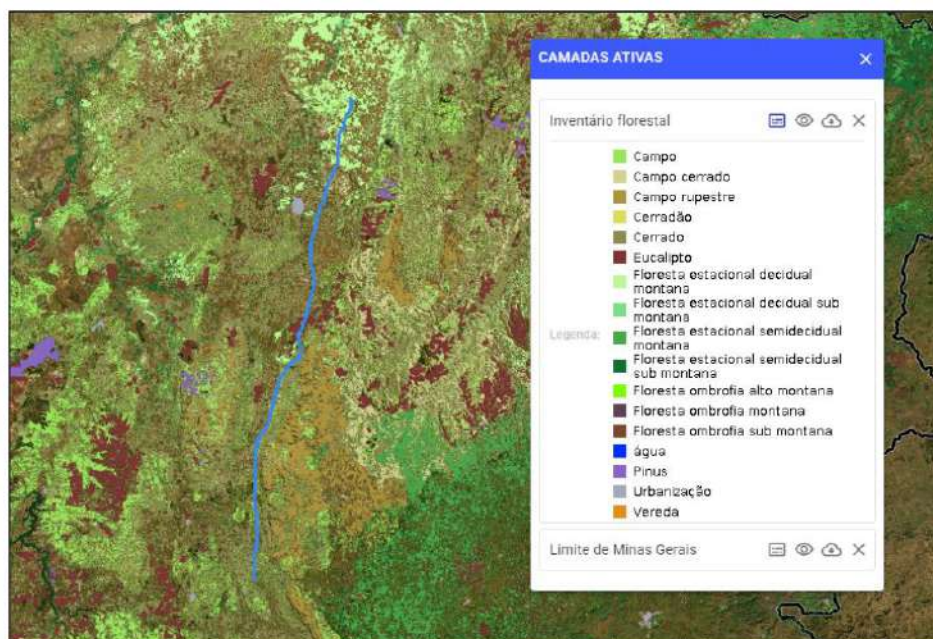 CAMADAS ATIVAS
Inventário florestal
Legenda:
Campo
Campo cerrado
Campo rupestre
Cerradão
Cerrado
Eucalipto
Floresta estacional decidual
montana
Floresta estacional decidual sub
montana
Floresta estacional semidecidual
montana
Floresta estacional semidecidual
sub montana
Floresta ombrofia alto montana
Floresta ombrofia montana
Floresta ombrofia sub montana
água
Pinus
Urbanização
Vereda
Limite de Minas Gerais